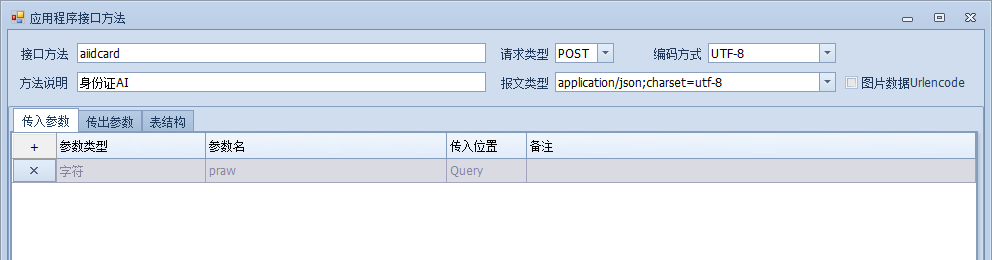 应用程序接口方法
接口方法 aiidcard 请求类型 POST 编码方式 UTF-8
方法说明 身份证AI 报文类型 application/json;charset=utf-8 图片数据Urlencode
传入参数 传出参数 表结构
+ 参数类型 参数名 传入位置 备注
× 字符 praw Query